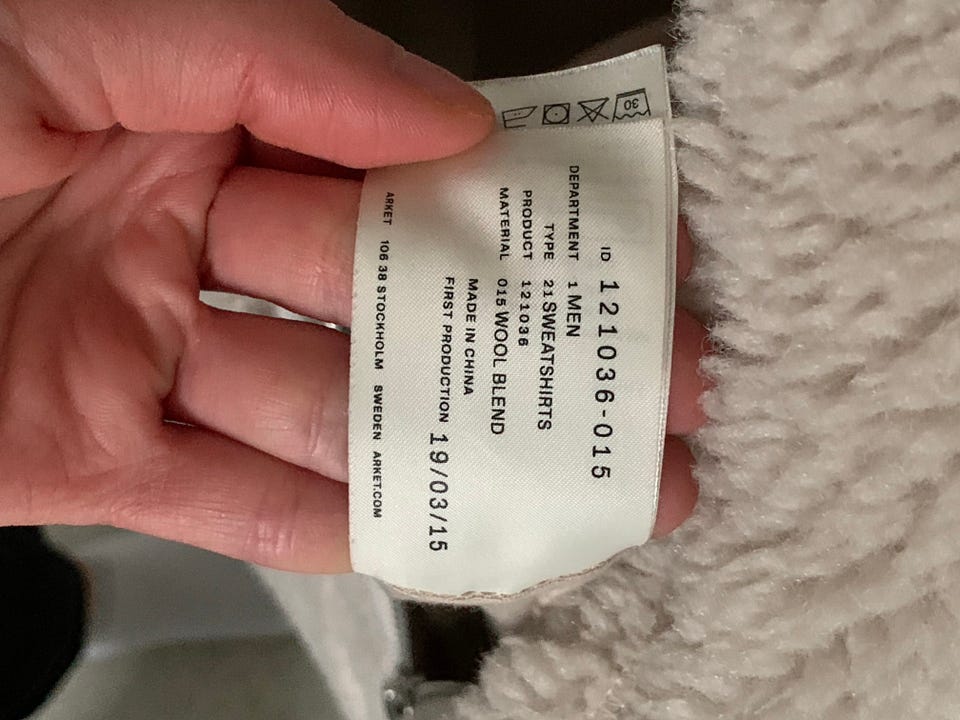 30
ID 121036-015
DEPARTMENT 1 MEN
TYPE 21 SWEATSHIRTS
PRODUCT 121036
MATERIAL 015 WOOL BLEND
MADE IN CHINA
FIRST PRODUCTION 19/03/15
ARKET 106 38 STOCKHOLM SWEDEN ARKET.COM